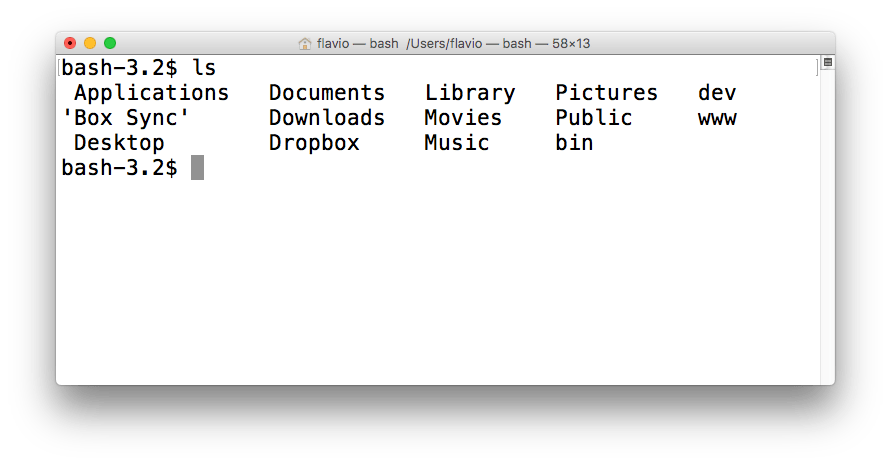 flavio — bash /Users/flavio — bash — 58×13
bash-3.2$ ls
Applications Documents Library Pictures dev
'Box Sync' Downloads Movies Public www
Desktop Dropbox Music bin
bash-3.2$